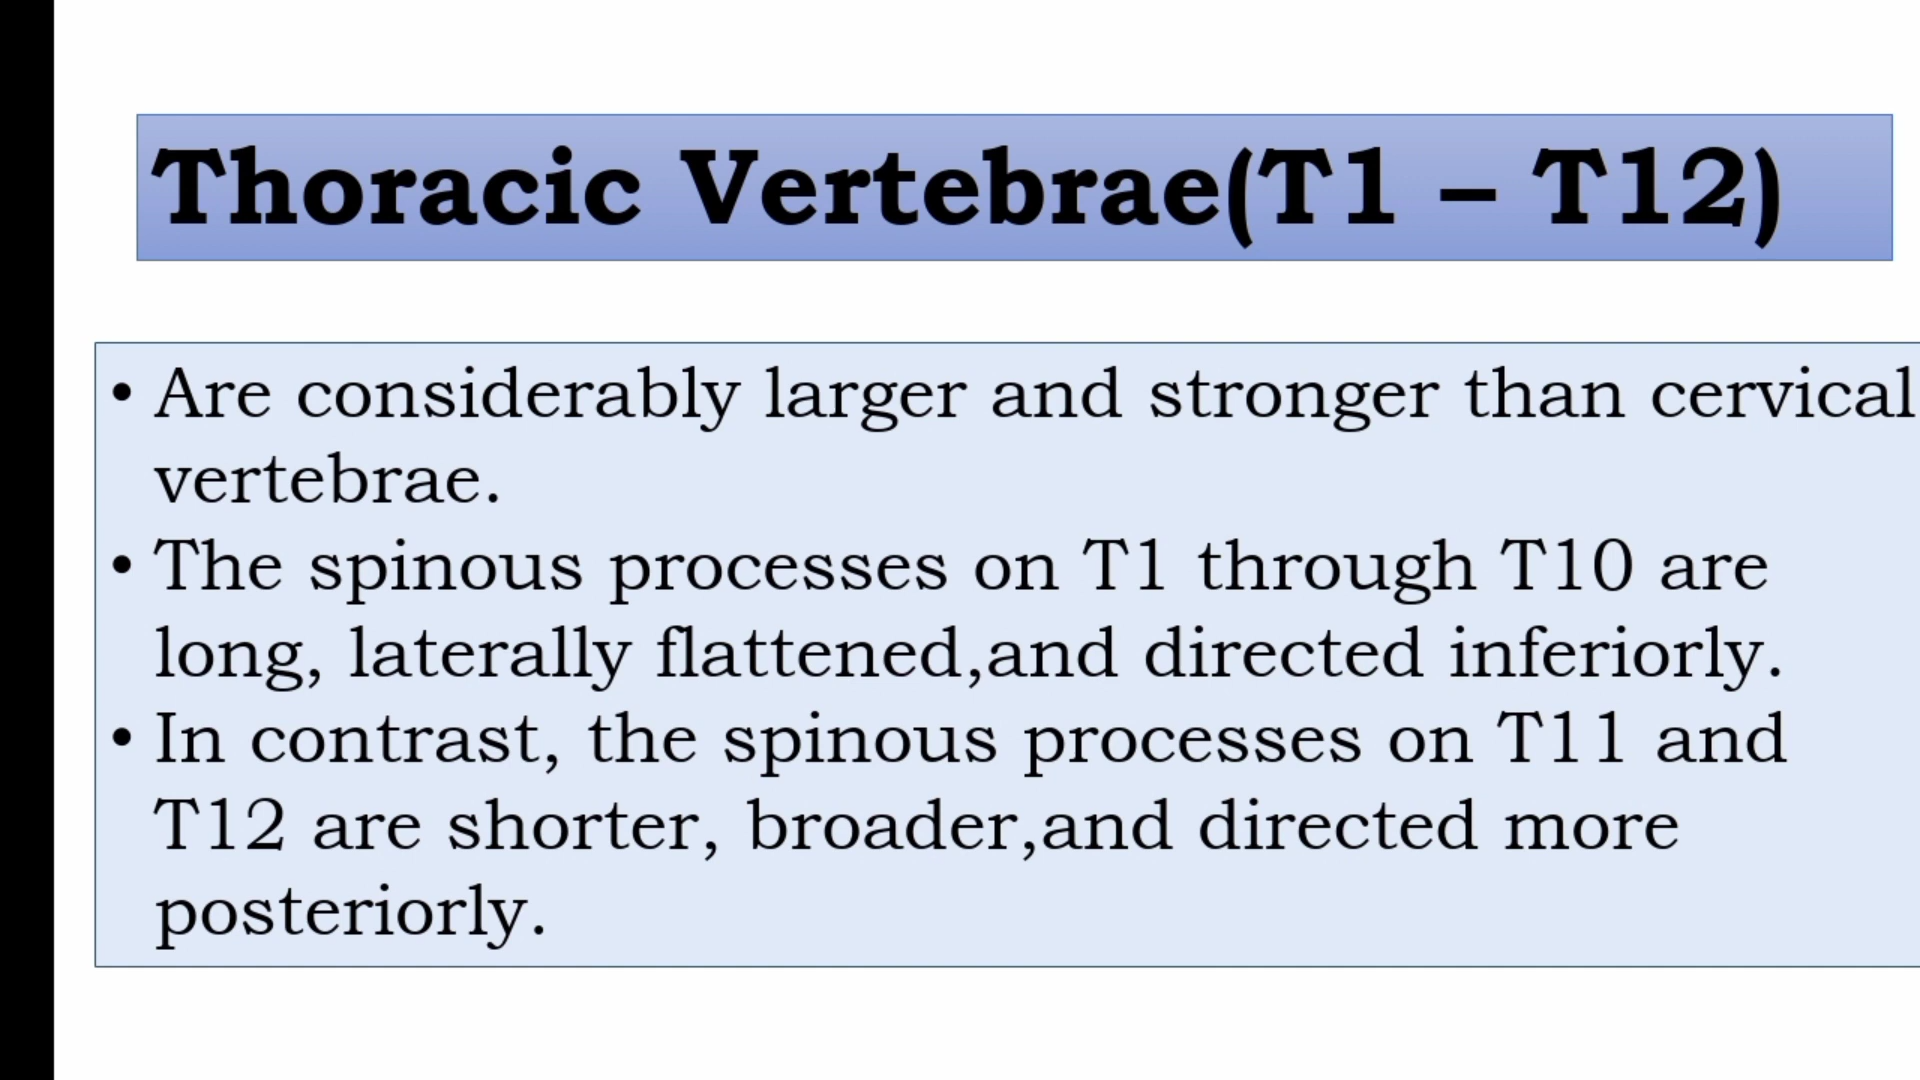 Thoracic Vertebrae(T1 – T12)
• Are considerably larger and stronger than cervical
vertebrae.
• The spinous processes on T1 through T10 are
long, laterally flattened,and directed inferiorly.
• In contrast, the spinous processes on T11 and
T12 are shorter, broader,and directed more
posteriorly.